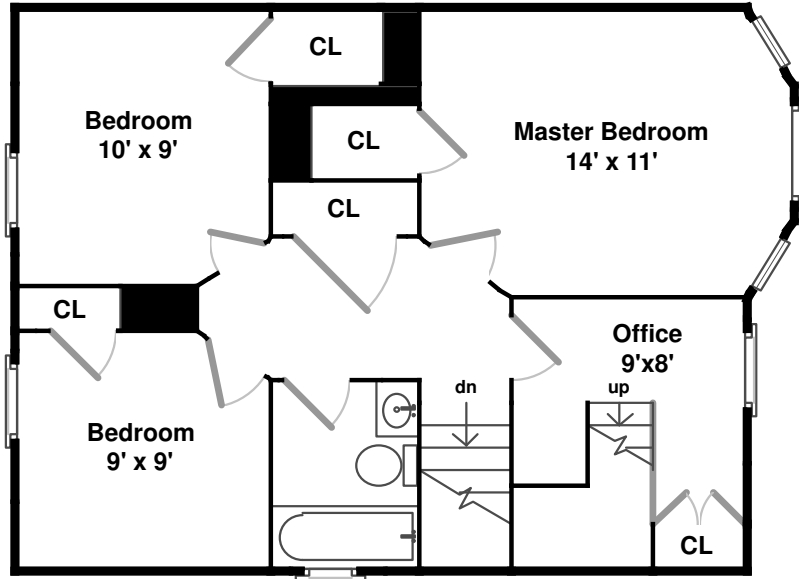 CL
Bedroom
10' x 9'
Master Bedroom
14' x 11'
CL
CL
CL
Office
9'x8'
dn
up
Bedroom
9' x 9'
CL